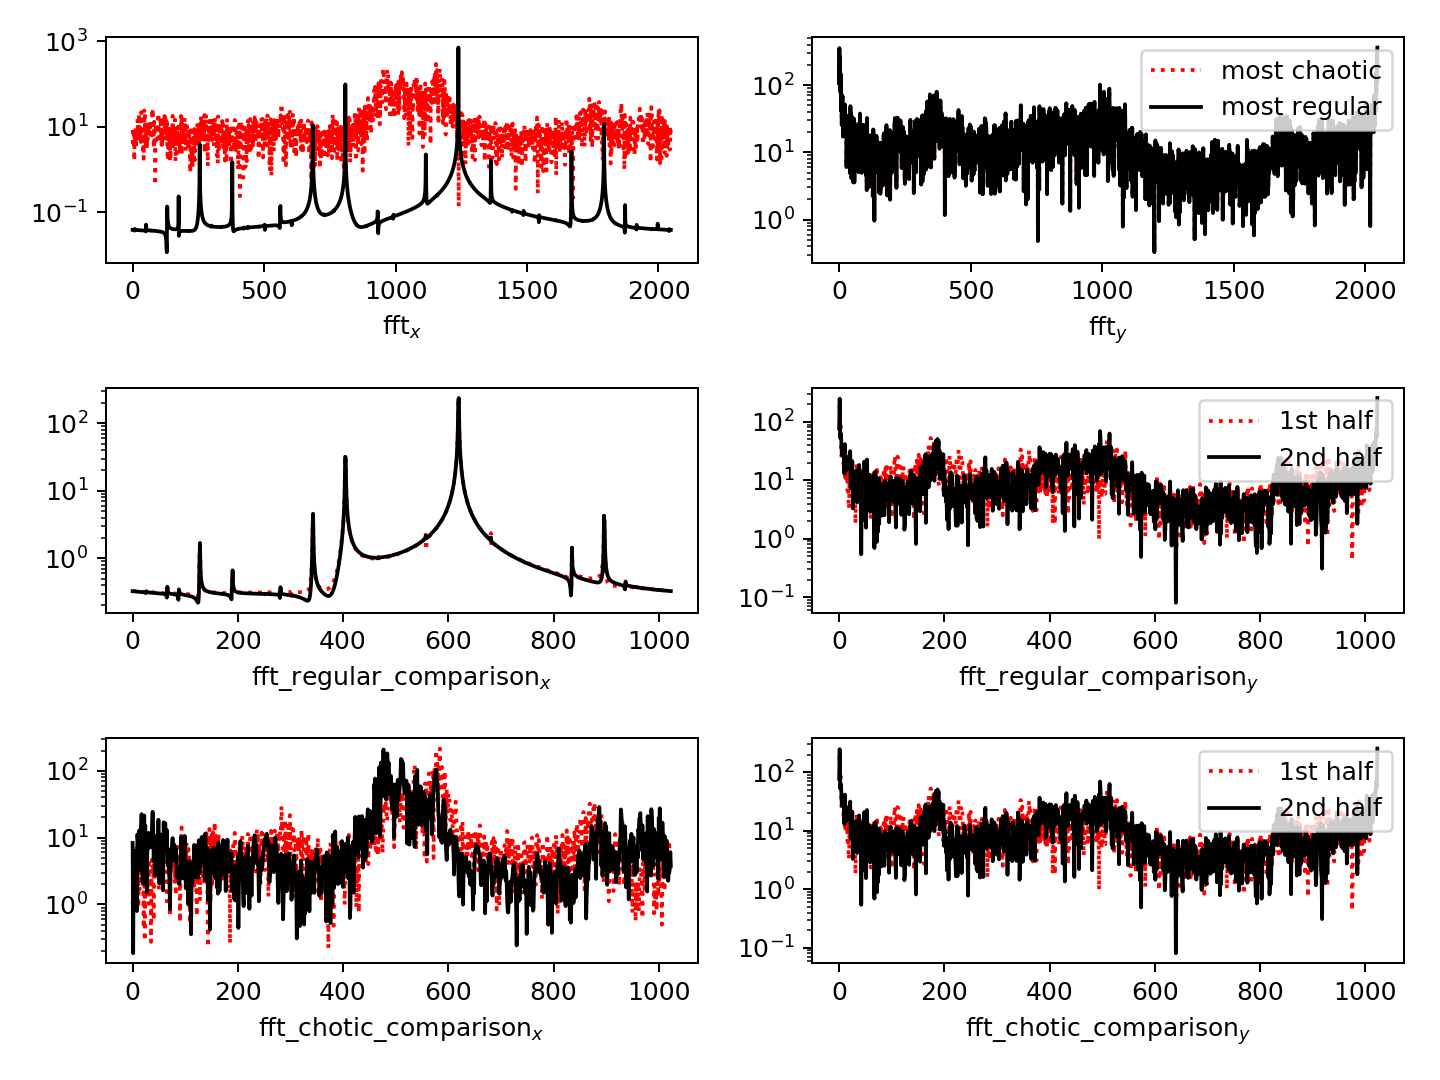 10³
10¹
10⁻¹
0 500 1000 1500 2000
fftₓ
10²
10¹
10⁰
most chaotic
most regular
0 500 1000 1500 2000
fft_y
10²
10¹
10⁰
0 200 400 600 800 1000
fft_regular_comparisonₓ
10²
10¹
10⁰
10⁻¹
1st half
2nd half
0 200 400 600 800 1000
fft_regular_comparison_y
10²
10¹
10⁰
0 200 400 600 800 1000
fft_chotic_comparisonₓ
10²
10¹
10⁰
10⁻¹
1st half
2nd half
0 200 400 600 800 1000
fft_chotic_comparison_y